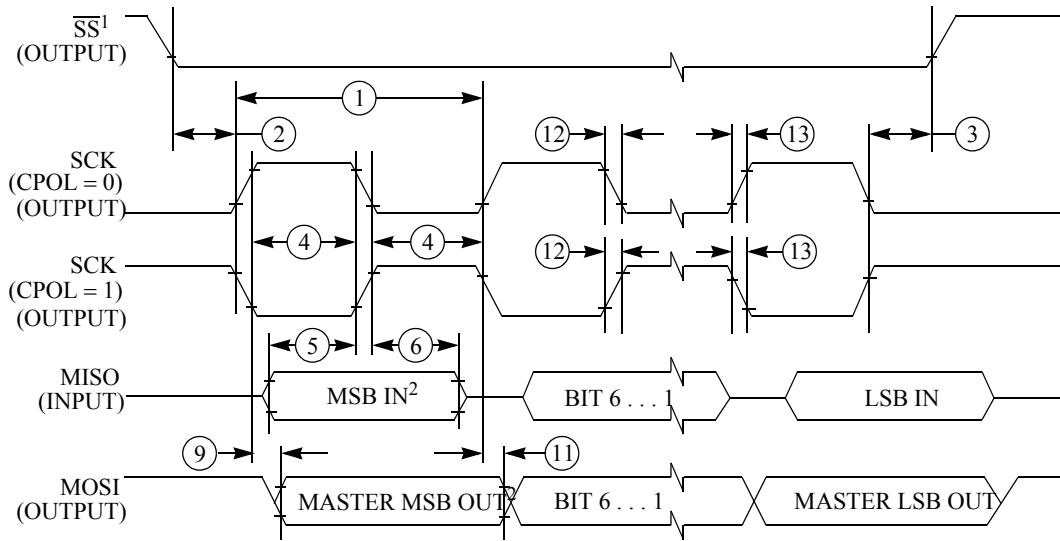 SS¹
(OUTPUT)
1
2
12
13
3
SCK
(CPOL = 0)
(OUTPUT)
4
4
12
13
SCK
(CPOL = 1)
(OUTPUT)
5
6
MISO
(INPUT)
MSB IN²
BIT 6 . . . 1
LSB IN
9
11
MOSI
(OUTPUT)
MASTER MSB OUT²
BIT 6 . . . 1
MASTER LSB OUT